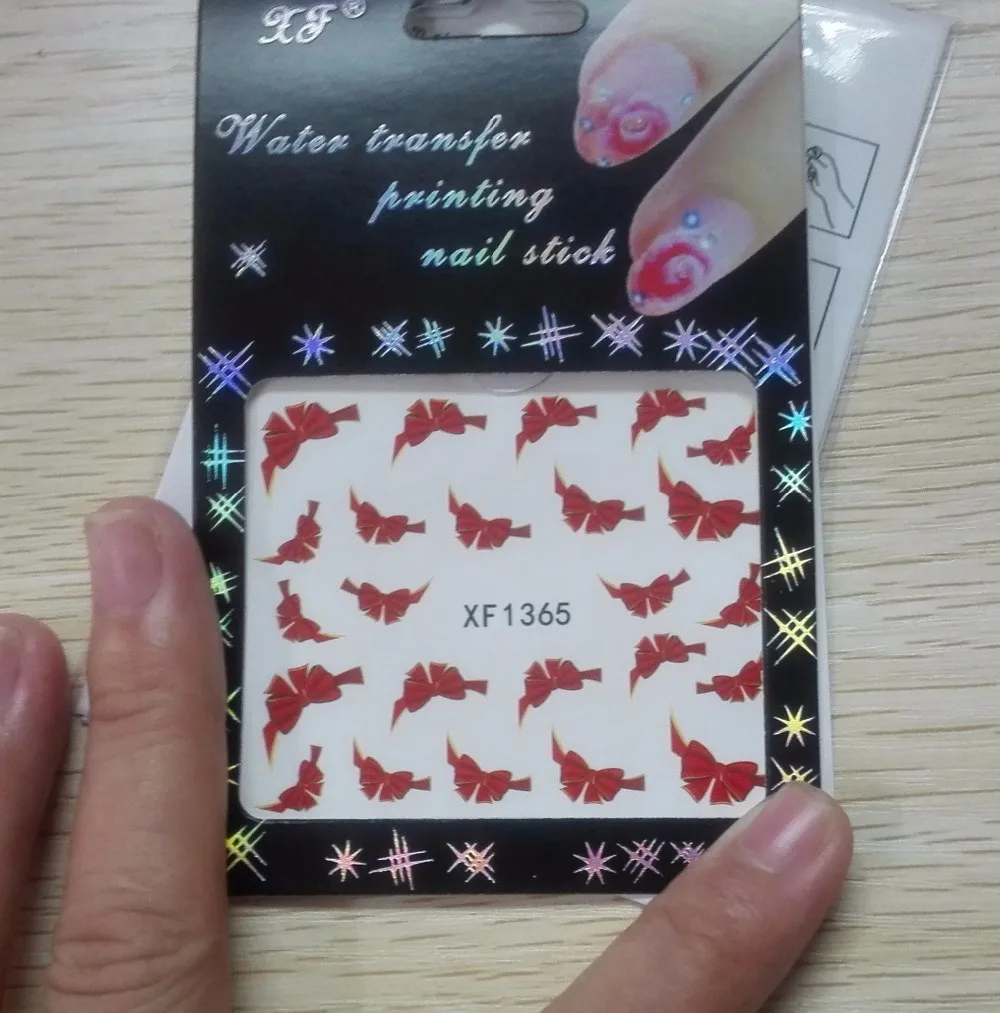 XF®
Water transfer
printing
nail stick
XF1365